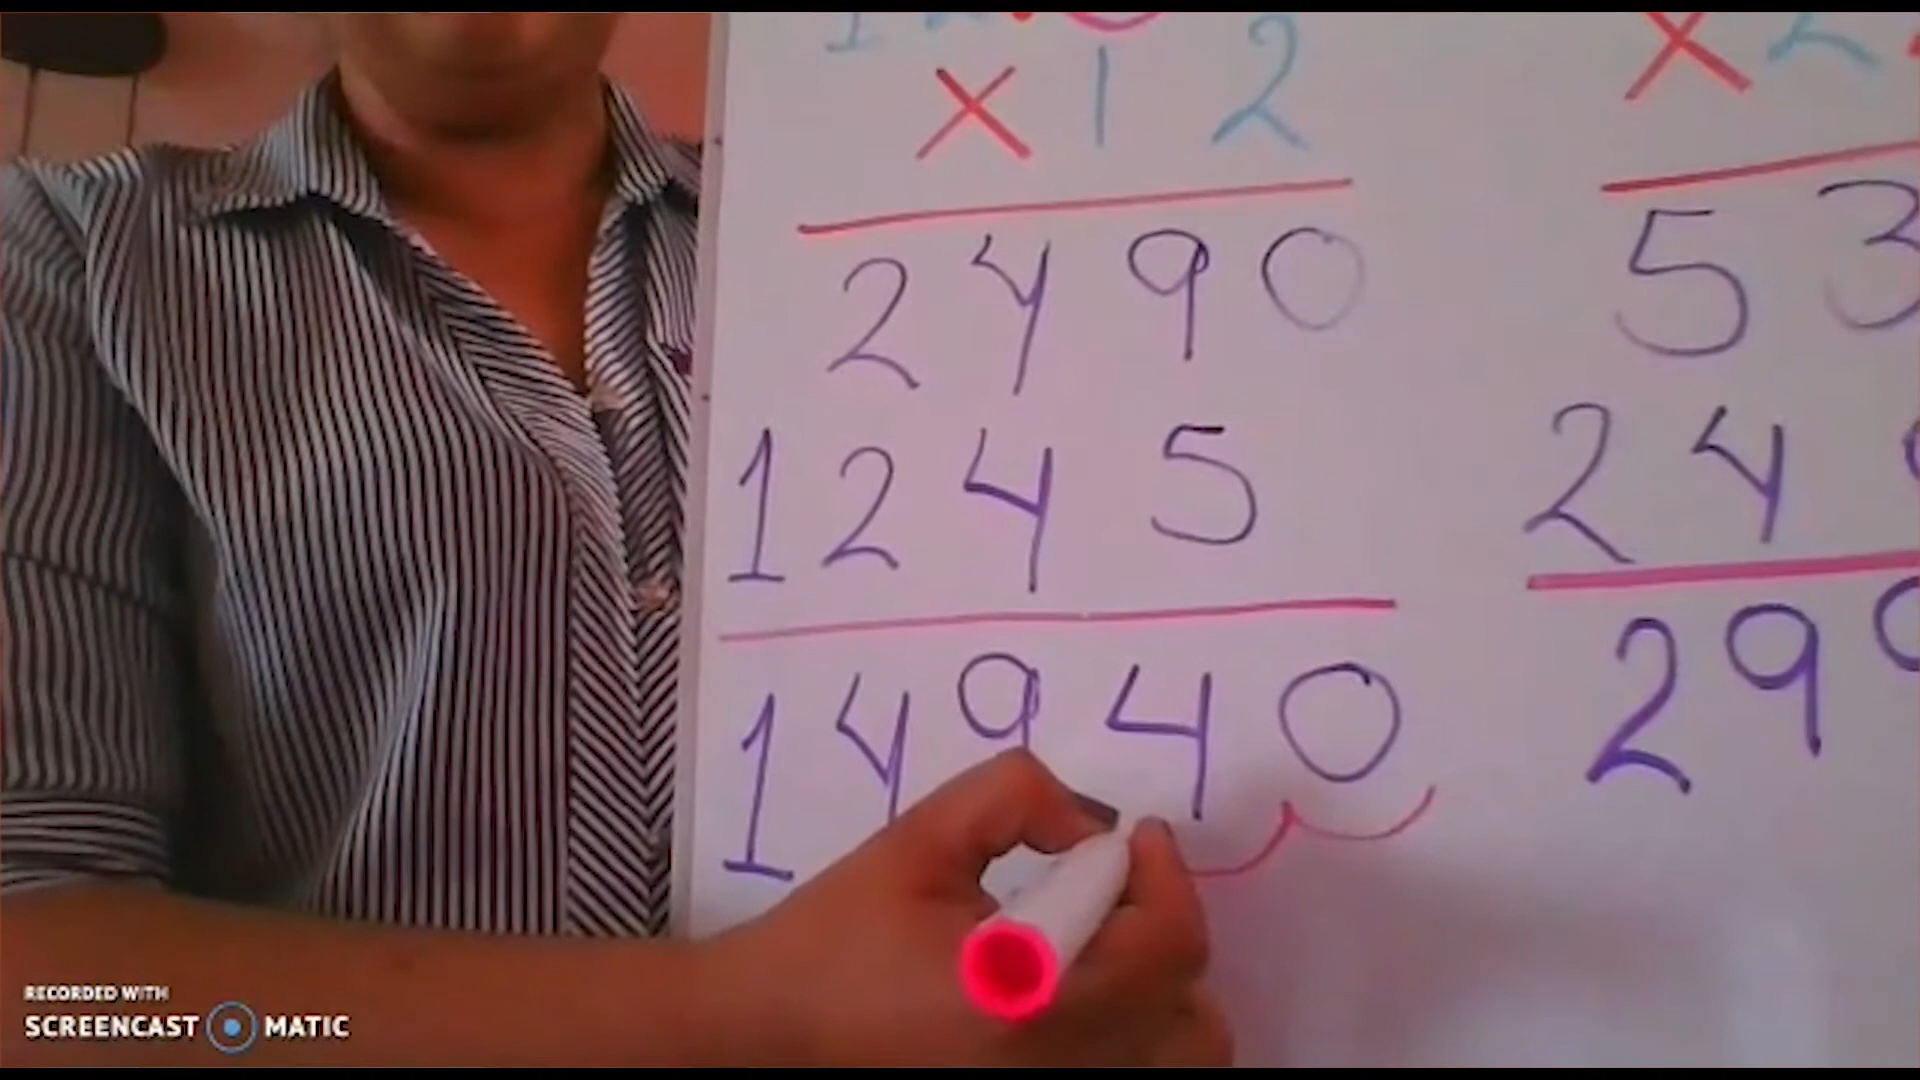 × 1 2
× 2
2490
53
1245
24
14940
29
RECORDED WITH
SCREENCAST MATIC